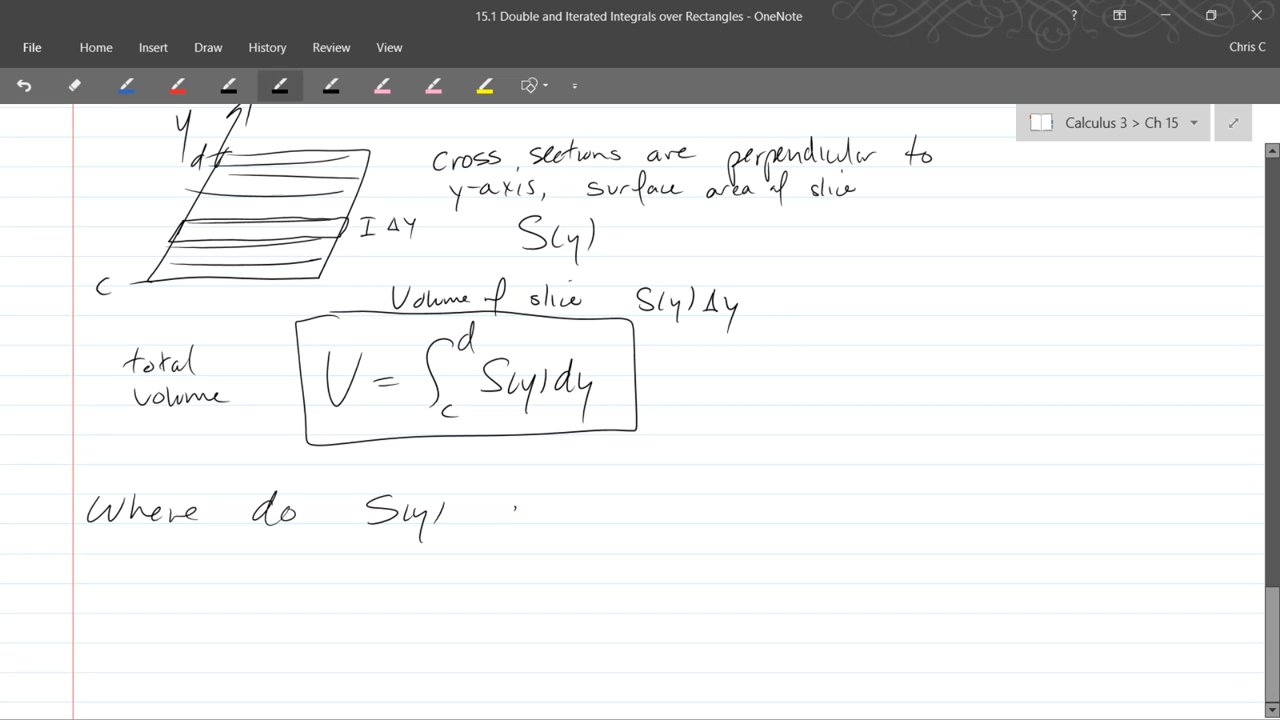 15.1 Double and Iterated Integrals over Rectangles - OneNote
?
File Home Insert Draw History Review View Chris C
Calculus 3 > Ch 15
y
d
cross sections are perpendicular to
y-axis, surface area of slice
I Δy
S(y)
c
Volume of slice S(y) Δy
total
volume
V = ∫_c^d S(y) dy
Where do S(y)